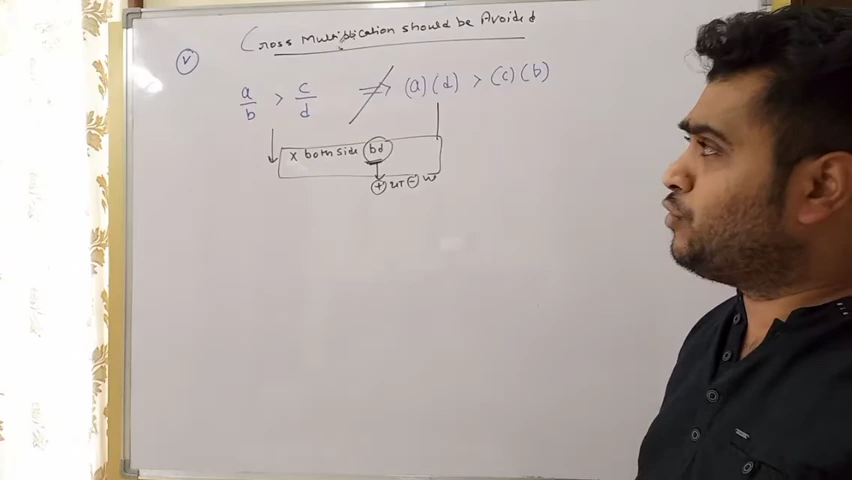 Cross Multiplication should be Avoided
(v) a/b > c/d ⇏ (a)(d) > (c)(b)
x both side bd
(+) या (-) व